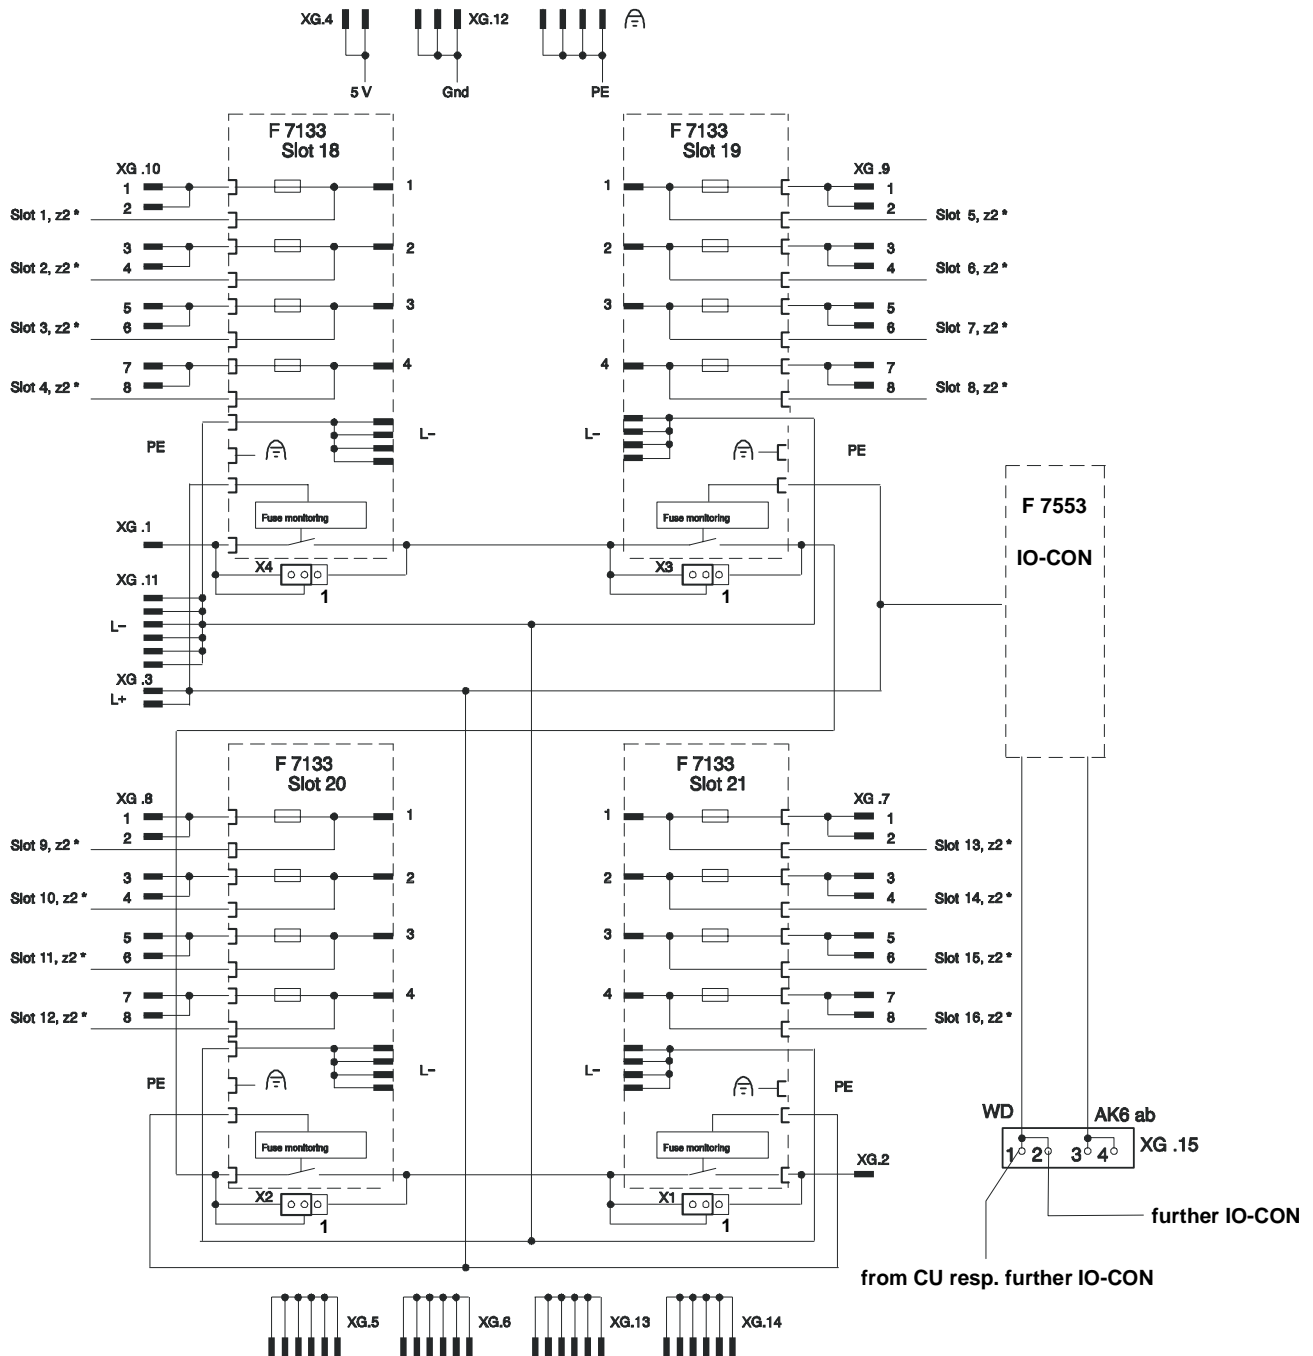 XG.4
XG.12
5 V
Gnd
PE
F 7133
Slot 18
XG .10
1
2
3
4
5
6
7
8
Slot 1, z2 *
Slot 2, z2 *
Slot 3, z2 *
Slot 4, z2 *
1
2
3
4
L-
PE
Fuse monitoring
X4
1
F 7133
Slot 19
1
2
3
4
L-
XG .9
1
2
3
4
5
6
7
8
Slot 5, z2 *
Slot 6, z2 *
Slot 7, z2 *
Slot 8, z2 *
PE
Fuse monitoring
X3
1
XG .1
XG .11
L-
XG .3
L+
F 7553
IO-CON
F 7133
Slot 20
XG .8
1
2
3
4
5
6
7
8
Slot 9, z2 *
Slot 10, z2 *
Slot 11, z2 *
Slot 12, z2 *
1
2
3
4
L-
PE
Fuse monitoring
X2
1
F 7133
Slot 21
1
2
3
4
L-
XG .7
1
2
3
4
5
6
7
8
Slot 13, z2 *
Slot 14, z2 *
Slot 15, z2 *
Slot 16, z2 *
PE
Fuse monitoring
X1
1
XG.2
WD
AK6 ab
1 2 3 4
XG .15
further IO-CON
from CU resp. further IO-CON
XG.5
XG.6
XG.13
XG.14